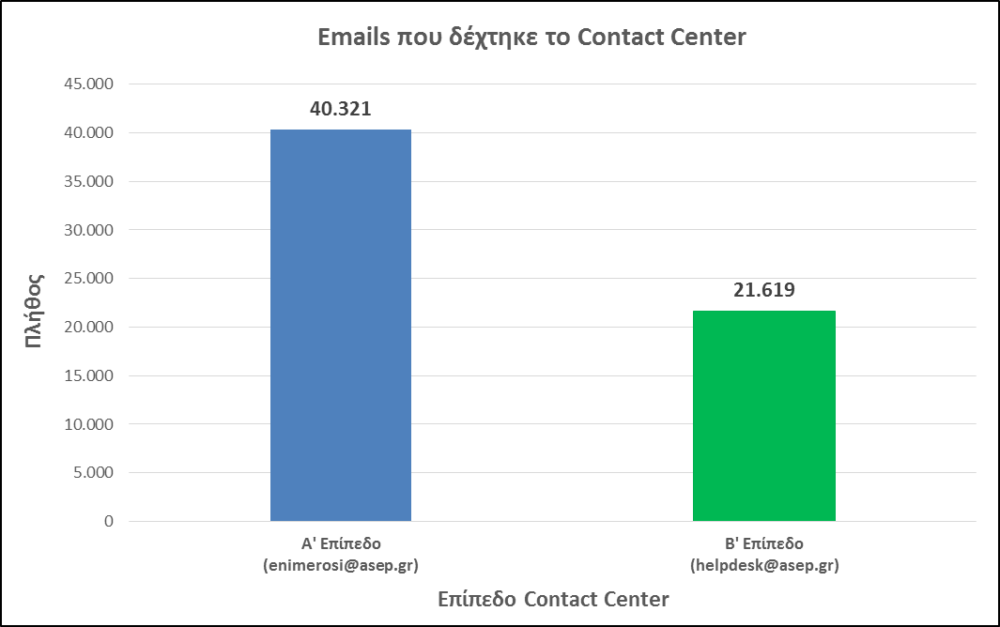 Emails που δέχτηκε το Contact Center
45.000
40.000
35.000
30.000
25.000
20.000
15.000
10.000
5.000
0
Πλήθος
40.321
21.619
Α' Επίπεδο
(enimerosi@asep.gr)
Β' Επίπεδο
(helpdesk@asep.gr)
Επίπεδο Contact Center